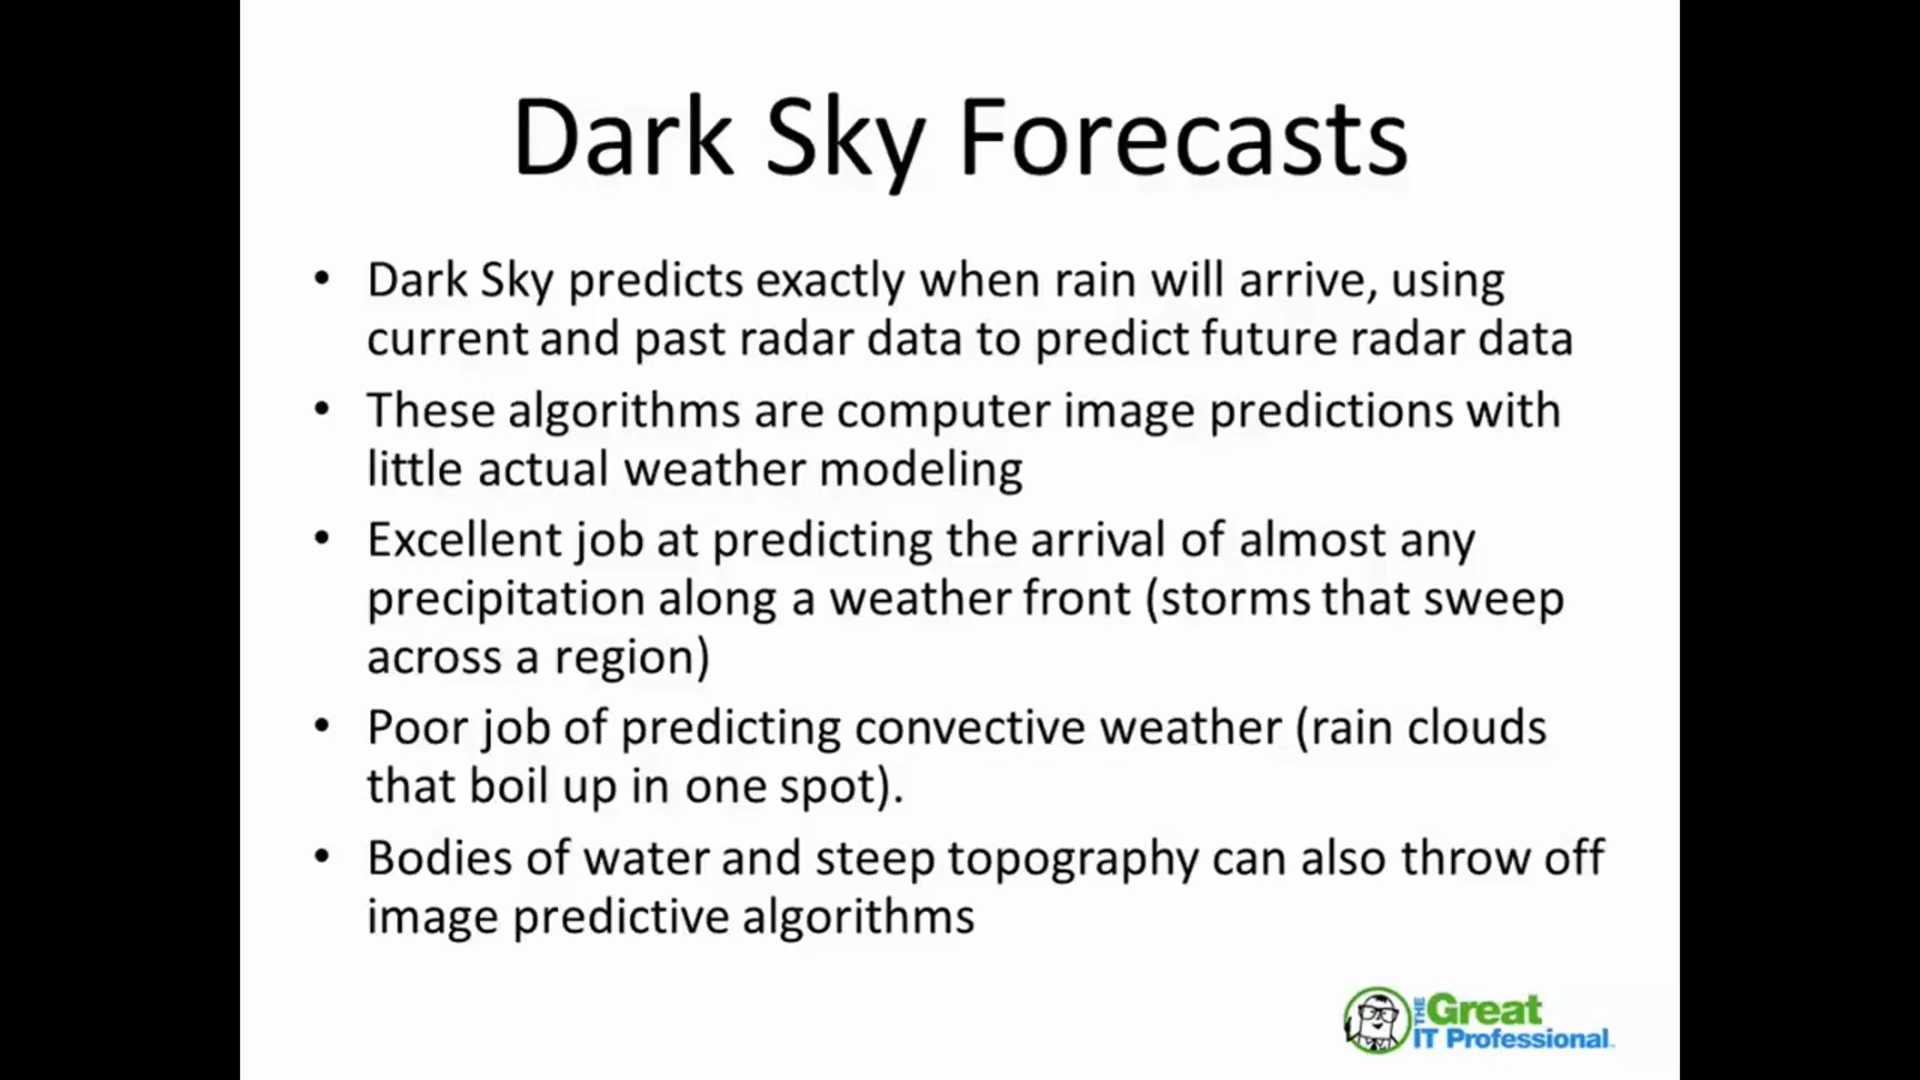 Dark Sky Forecasts
• Dark Sky predicts exactly when rain will arrive, using
current and past radar data to predict future radar data
• These algorithms are computer image predictions with
little actual weather modeling
• Excellent job at predicting the arrival of almost any
precipitation along a weather front (storms that sweep
across a region)
• Poor job of predicting convective weather (rain clouds
that boil up in one spot).
• Bodies of water and steep topography can also throw off
image predictive algorithms
THE Great
IT Professional